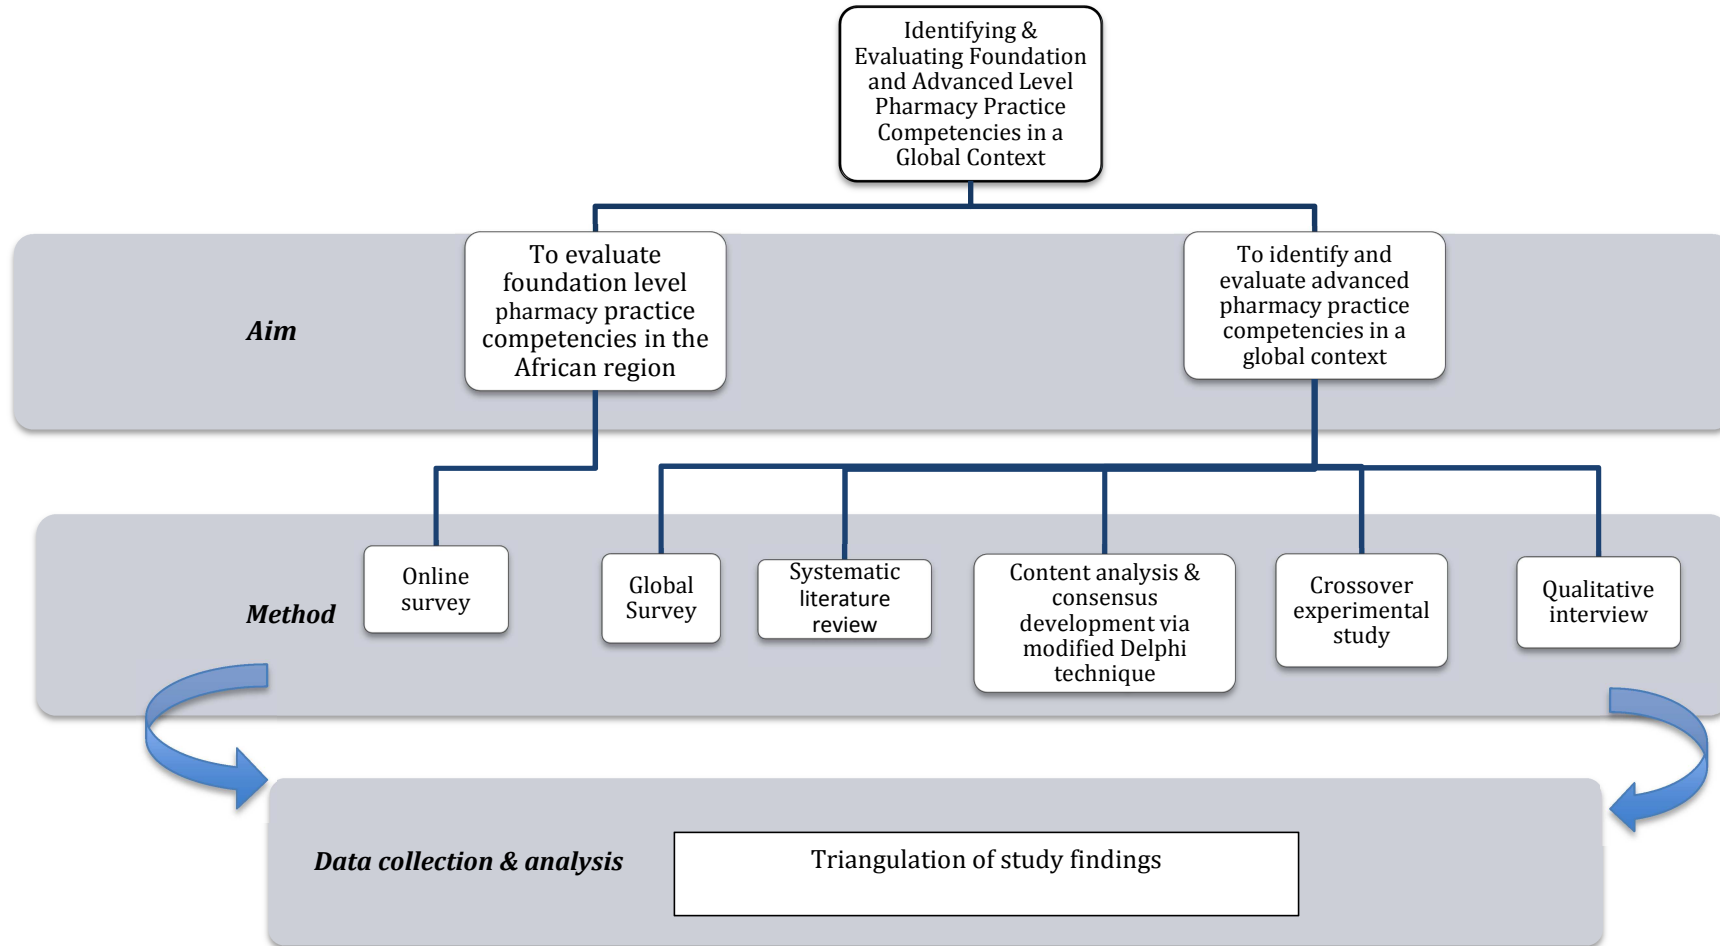 Identifying &
Evaluating Foundation
and Advanced Level
Pharmacy Practice
Competencies in a
Global Context
Aim
To evaluate
foundation level
pharmacy practice
competencies in the
African region
To identify and
evaluate advanced
pharmacy practice
competencies in a
global context
Method
Online
survey
Global
Survey
Systematic
literature
review
Content analysis &
consensus
development via
modified Delphi
technique
Crossover
experimental
study
Qualitative
interview
Data collection & analysis
Triangulation of study findings